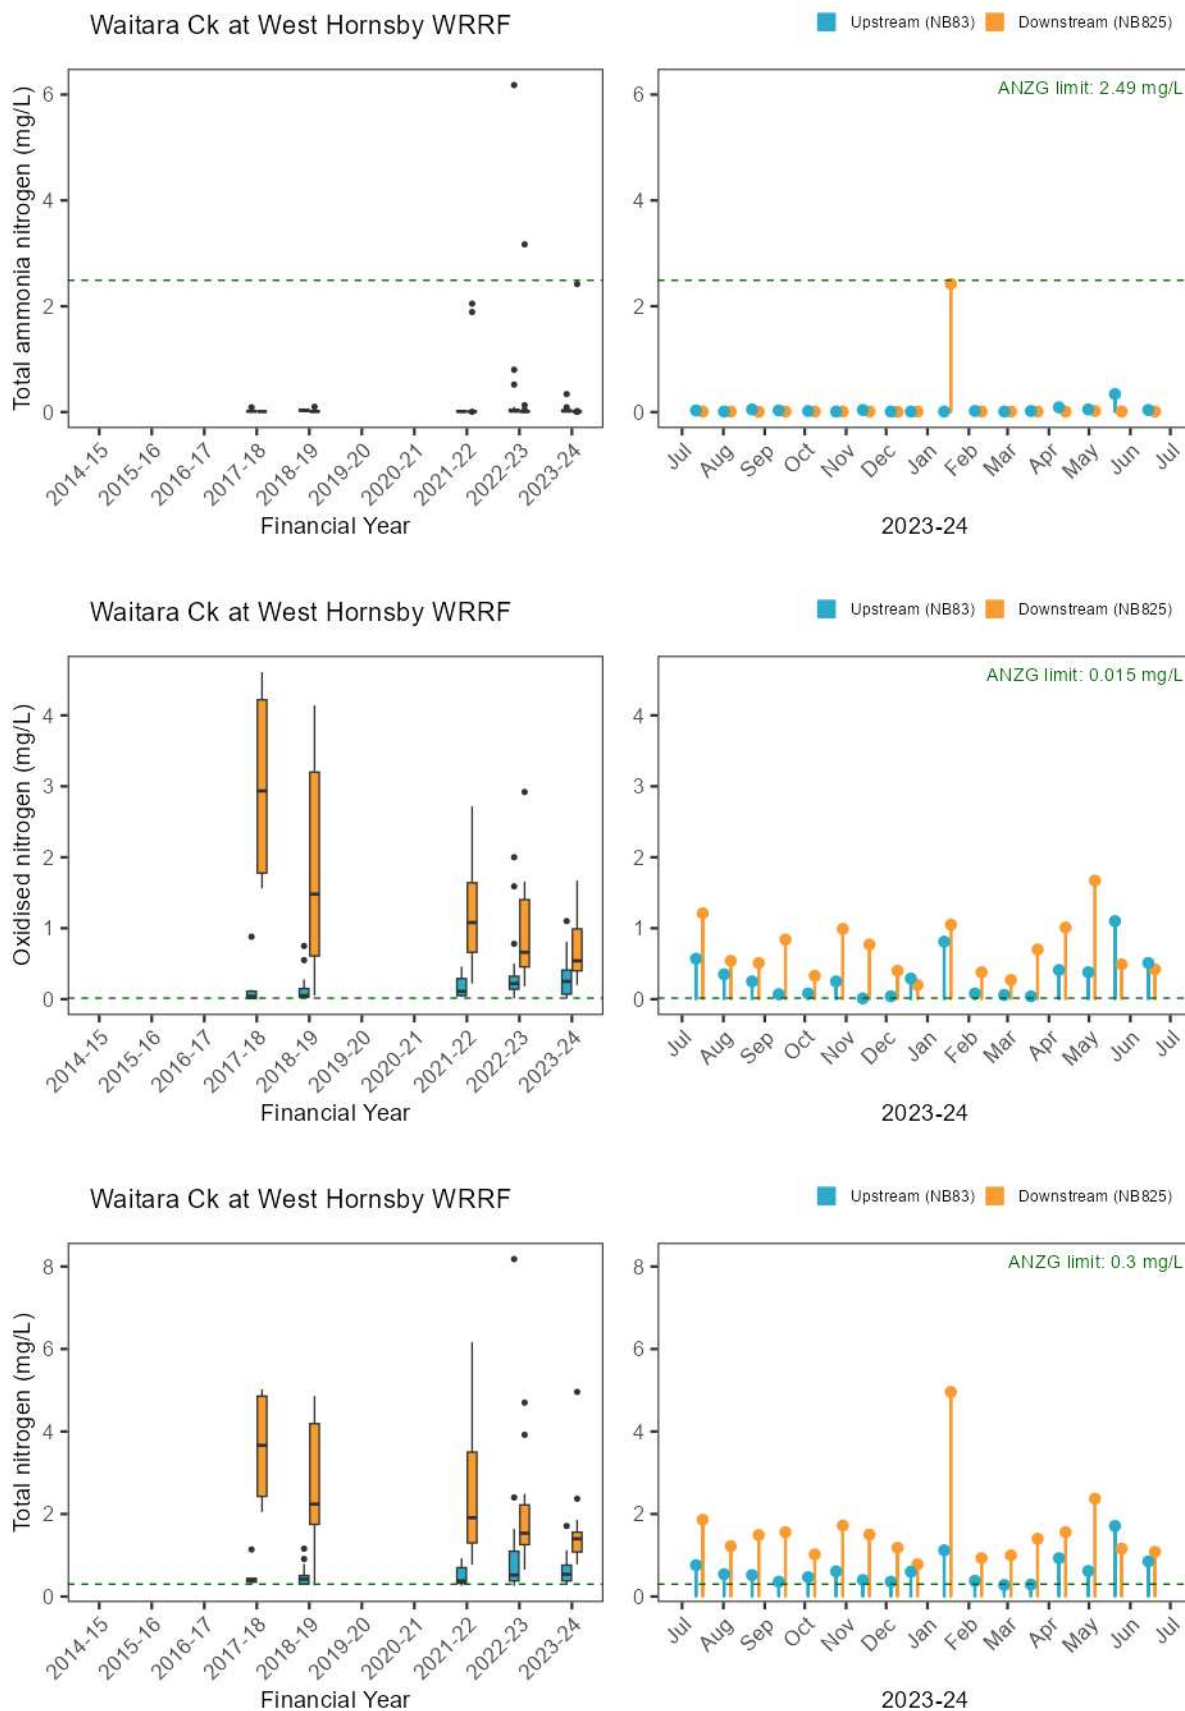 Waitara Ck at West Hornsby WRRF
Upstream (NB83) Downstream (NB825)
Total ammonia nitrogen (mg/L)
6
4
2
0
2014-15 2015-16 2016-17 2017-18 2018-19 2019-20 2020-21 2021-22 2022-23 2023-24
Financial Year
ANZG limit: 2.49 mg/L
6
4
2
0
Jul Aug Sep Oct Nov Dec Jan Feb Mar Apr May Jun Jul
2023-24
Waitara Ck at West Hornsby WRRF
Upstream (NB83) Downstream (NB825)
Oxidised nitrogen (mg/L)
4
3
2
1
0
2014-15 2015-16 2016-17 2017-18 2018-19 2019-20 2020-21 2021-22 2022-23 2023-24
Financial Year
ANZG limit: 0.015 mg/L
4
3
2
1
0
Jul Aug Sep Oct Nov Dec Jan Feb Mar Apr May Jun Jul
2023-24
Waitara Ck at West Hornsby WRRF
Upstream (NB83) Downstream (NB825)
Total nitrogen (mg/L)
8
6
4
2
0
2014-15 2015-16 2016-17 2017-18 2018-19 2019-20 2020-21 2021-22 2022-23 2023-24
Financial Year
ANZG limit: 0.3 mg/L
8
6
4
2
0
Jul Aug Sep Oct Nov Dec Jan Feb Mar Apr May Jun Jul
2023-24